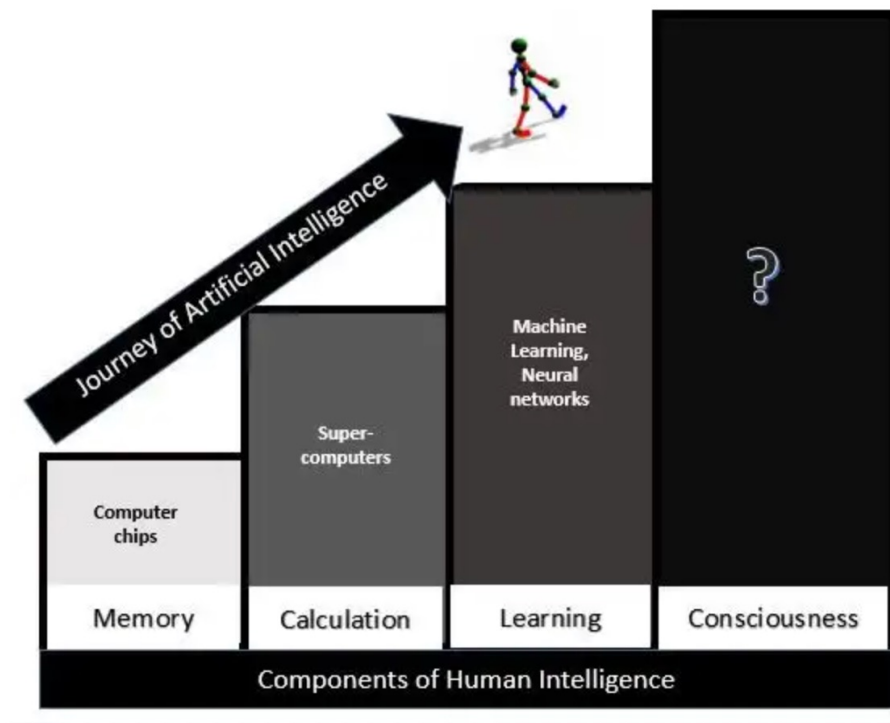 Journey of Artificial Intelligence
?
Machine
Learning,
Neural
networks
Super-
computers
Computer
chips
Memory
Calculation
Learning
Consciousness
Components of Human Intelligence